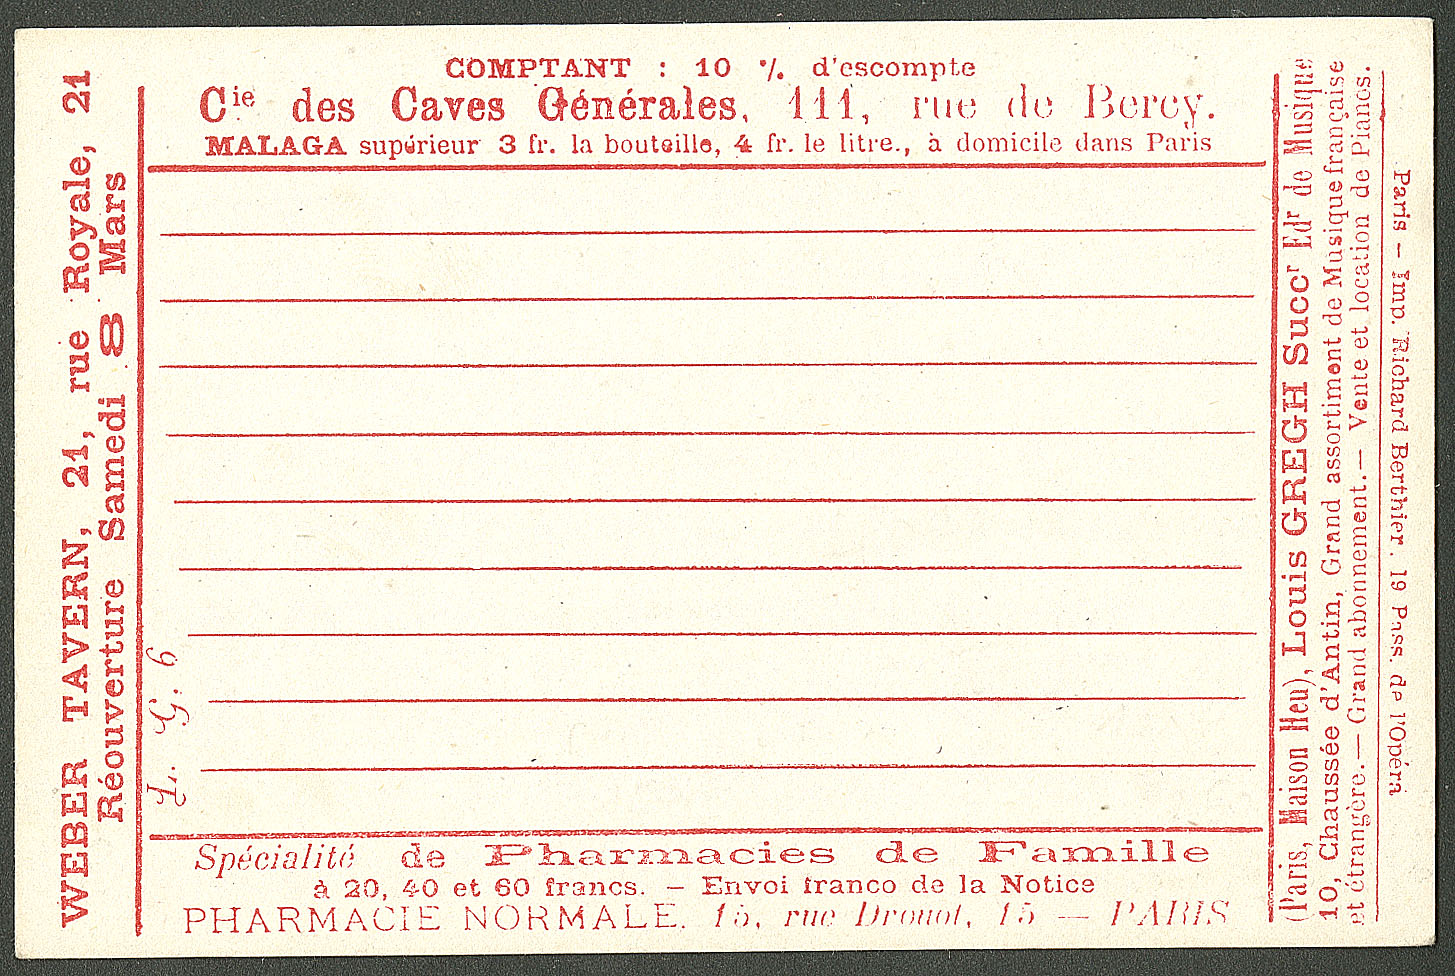 COMPTANT : 10 % d'escompte
Cie des Caves Générales, 111, rue de Bercy.
MALAGA supérieur 3 fr. la bouteille, 4 fr. le litre., à domicile dans Paris
WEBER TAVERN, 21, rue Royale, 21
Réouverture Samedi 8 Mars
L. G. 6
Spécialité de Pharmacies de Famille
à 20, 40 et 60 francs. — Envoi franco de la Notice
PHARMACIE NORMALE. 15, rue Drouot, 15 — PARIS
(Paris, Maison Heu), Louis GREGH Succr Edr de Musique
10, Chaussée d'Antin, Grand assortiment de Musique française
et étrangère.— Grand abonnement.— Vente et location de Pianos.
Paris — Imp. Richard Berthier. 19 Pass. de l'Opéra